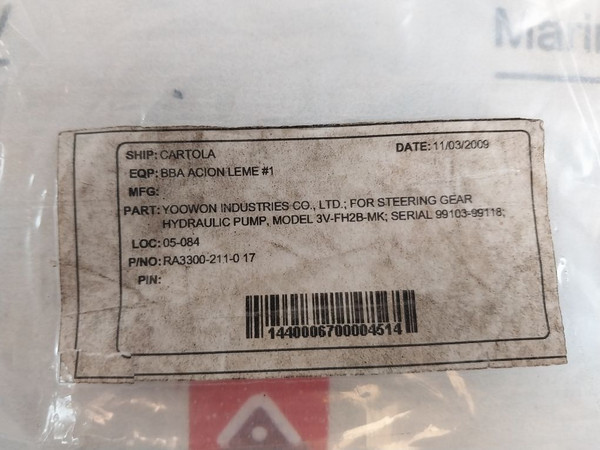 Marin
SHIP: CARTOLA DATE: 11/03/2009
EQP: BBA ACION LEME #1
MFG:
PART: YOOWON INDUSTRIES CO., LTD.; FOR STEERING GEAR
HYDRAULIC PUMP, MODEL 3V-FH2B-MK; SERIAL 99103-99118;
LOC: 05-084
P/NO: RA3300-211-0 17
PIN:
1440006700004514